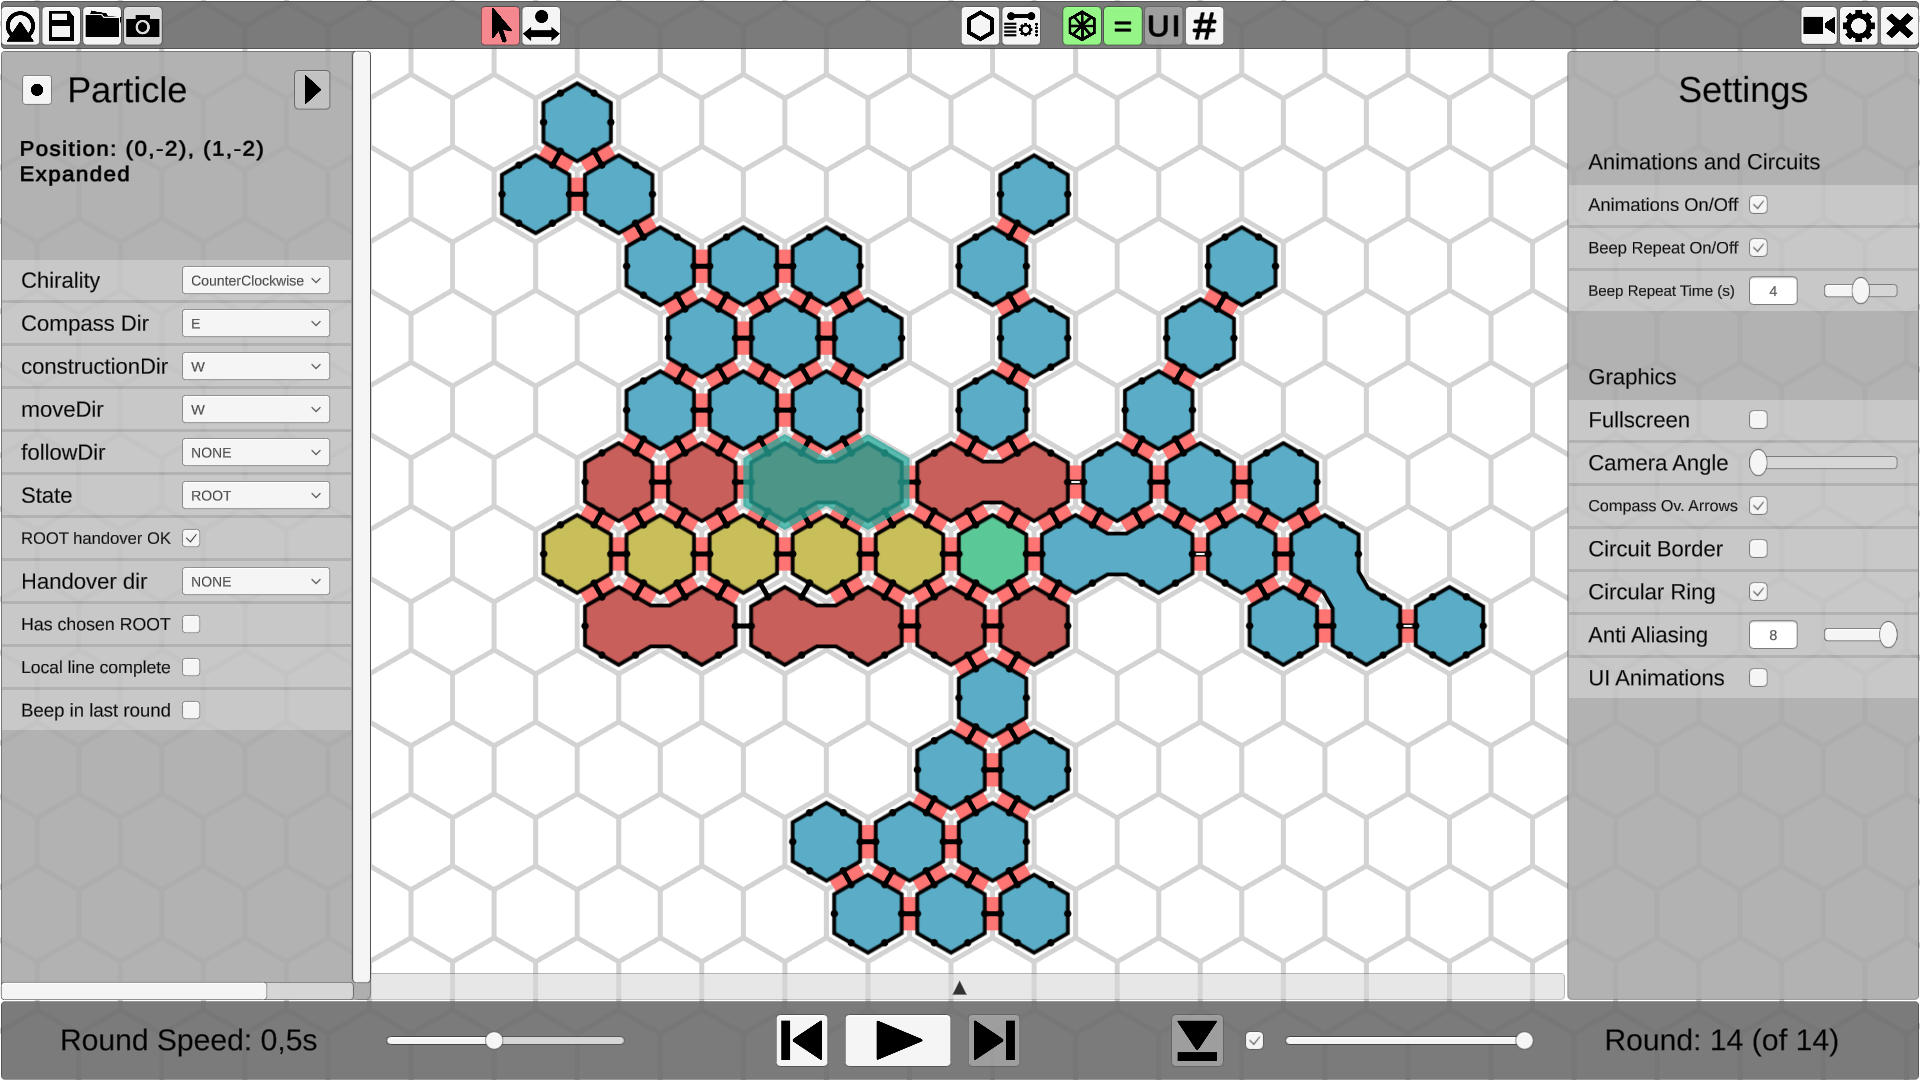 UI
#
=
Particle
Position: (0,-2), (1,-2)
Expanded
Chirality CounterClockwise
Compass Dir E
constructionDir W
moveDir W
followDir NONE
State ROOT
ROOT handover OK
Handover dir NONE
Has chosen ROOT
Local line complete
Beep in last round
Settings
Animations and Circuits
Animations On/Off
Beep Repeat On/Off
Beep Repeat Time (s) 4
Graphics
Fullscreen
Camera Angle
Compass Ov. Arrows
Circuit Border
Circular Ring
Anti Aliasing 8
UI Animations
Round Speed: 0,5s
Round: 14 (of 14)